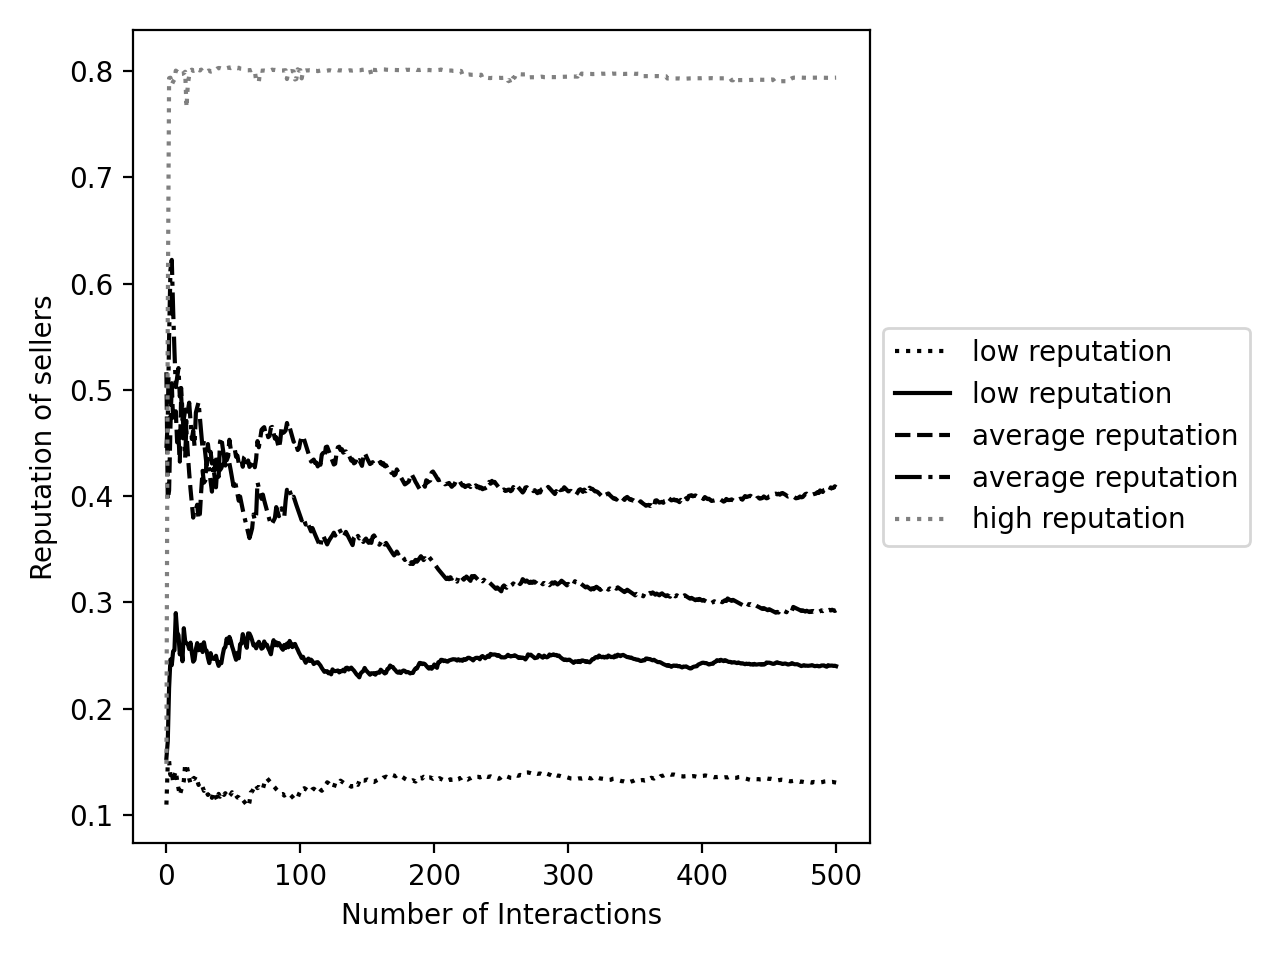 Reputation of sellers
0.8
0.7
0.6
0.5
0.4
0.3
0.2
0.1
0 100 200 300 400 500
Number of Interactions
low reputation
low reputation
average reputation
average reputation
high reputation